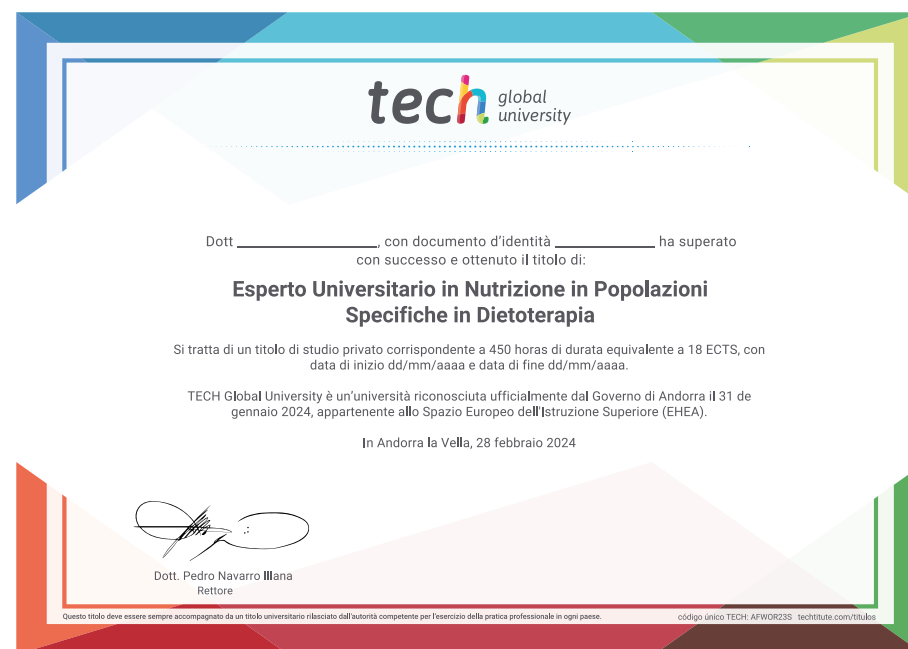 tech global university
Dott ____________________, con documento d'identità __________________ ha superato
con successo e ottenuto il titolo di:
Esperto Universitario in Nutrizione in Popolazioni
Specifiche in Dietoterapia
Si tratta di un titolo di studio privato corrispondente a 450 horas di durata equivalente a 18 ECTS, con
data di inizio dd/mm/aaaa e data di fine dd/mm/aaaa.
TECH Global University è un'università riconosciuta ufficialmente dal Governo di Andorra il 31 de
gennaio 2024, appartenente allo Spazio Europeo dell'Istruzione Superiore (EHEA).
In Andorra la Vella, 28 febbraio 2024
Dott. Pedro Navarro Illana
Rettore
Questo titolo deve essere sempre accompagnato da un titolo universitario rilasciato dall'autorità competente per l'esercizio della pratica professionale in ogni paese.
código único TECH: AFWOR23S techtitute.com/titulos